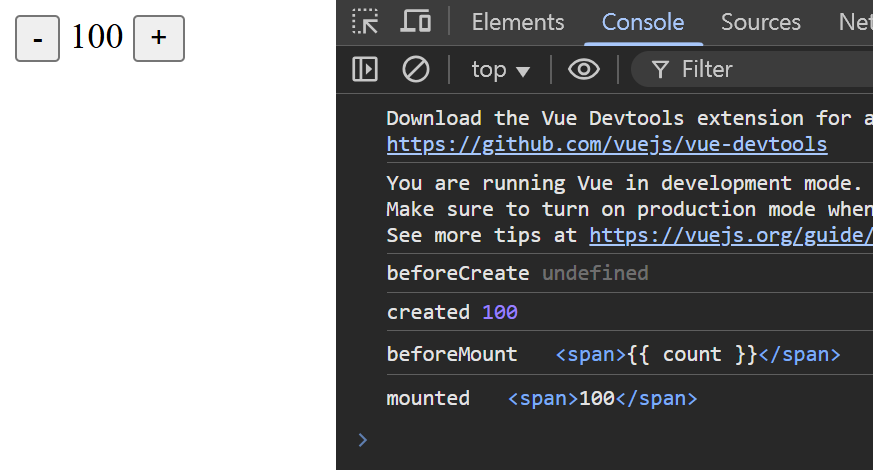 - 100 +
Elements Console Sources Net
top Filter
Download the Vue Devtools extension for a
https://github.com/vuejs/vue-devtools
You are running Vue in development mode.
Make sure to turn on production mode when
See more tips at https://vuejs.org/guide/
beforeCreate undefined
created 100
beforeMount <span>{{ count }}</span>
mounted <span>100</span>
>